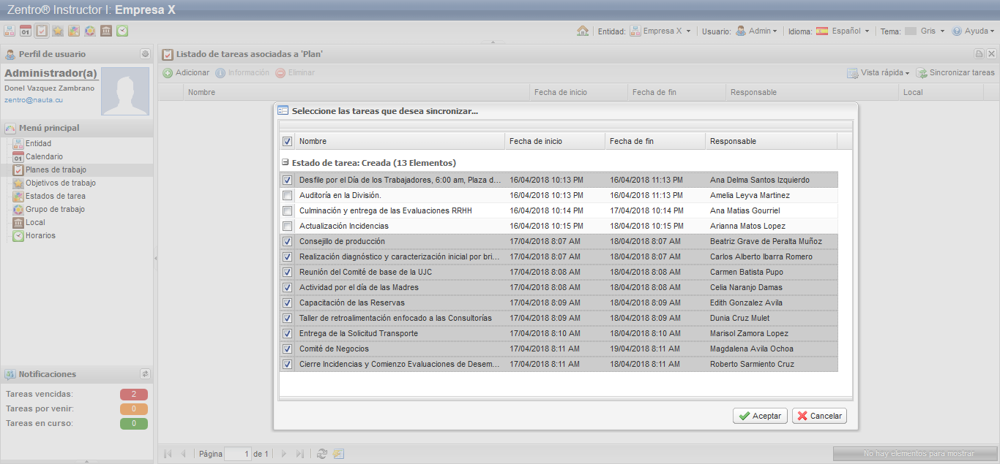 Zentro® Instructor I: Empresa X
01
Entidad: Empresa X Usuario: Admin Idioma: Español Tema: Gris Ayuda
Perfil de usuario
Administrador(a)
Donel Vazquez Zambrano
zentro@nauta.cu
Menú principal
Entidad
01 Calendario
Planes de trabajo
Objetivos de trabajo
Estados de tarea
Grupo de trabajo
Local
Horarios
Notificaciones
Tareas vencidas: 2
Tareas por venir: 0
Tareas en curso: 0
Listado de tareas asociadas a 'Plan'
Adicionar Información Eliminar Vista rápida Sincronizar tareas
Nombre Fecha de inicio Fecha de fin Responsable Local
Seleccione las tareas que desea sincronizar...
Nombre Fecha de inicio Fecha de fin Responsable
Estado de tarea: Creada (13 Elementos)
Desfile por el Día de los Trabajadores, 6:00 am, Plaza d... 16/04/2018 10:13 PM 16/04/2018 11:13 PM Ana Delma Santos Izquierdo
Auditoría en la División. 16/04/2018 10:13 PM 16/04/2018 11:13 PM Amelia Leyva Martinez
Culminación y entrega de las Evaluaciones RRHH 16/04/2018 10:14 PM 17/04/2018 10:14 PM Ana Matias Gourriel
Actualización Incidencias 16/04/2018 10:15 PM 18/04/2018 10:15 PM Arianna Matos Lopez
Consejillo de producción 17/04/2018 8:07 AM 18/04/2018 8:07 AM Beatriz Grave de Peralta Muñoz
Realización diagnóstico y caracterización inicial por bri... 17/04/2018 8:07 AM 18/04/2018 8:07 AM Carlos Alberto Ibarra Romero
Reunión del Comité de base de la UJC 17/04/2018 8:08 AM 18/04/2018 8:08 AM Carmen Batista Pupo
Actividad por el día de las Madres 17/04/2018 8:08 AM 18/04/2018 8:08 AM Celia Naranjo Damas
Capacitación de las Reservas 17/04/2018 8:09 AM 18/04/2018 8:09 AM Edith Gonzalez Avila
Taller de retroalimentación enfocado a las Consultorías 17/04/2018 8:09 AM 18/04/2018 8:09 AM Dunia Cruz Mulet
Entrega de la Solicitud Transporte 17/04/2018 8:10 AM 18/04/2018 8:10 AM Marisol Zamora Lopez
Comité de Negocios 17/04/2018 8:11 AM 19/04/2018 8:11 AM Magdalena Avila Ochoa
Cierre Incidencias y Comienzo Evaluaciones de Desem... 17/04/2018 8:11 AM 18/04/2018 8:11 AM Roberto Sarmiento Cruz
Aceptar Cancelar
Página 1 de 1 No hay elementos para mostrar